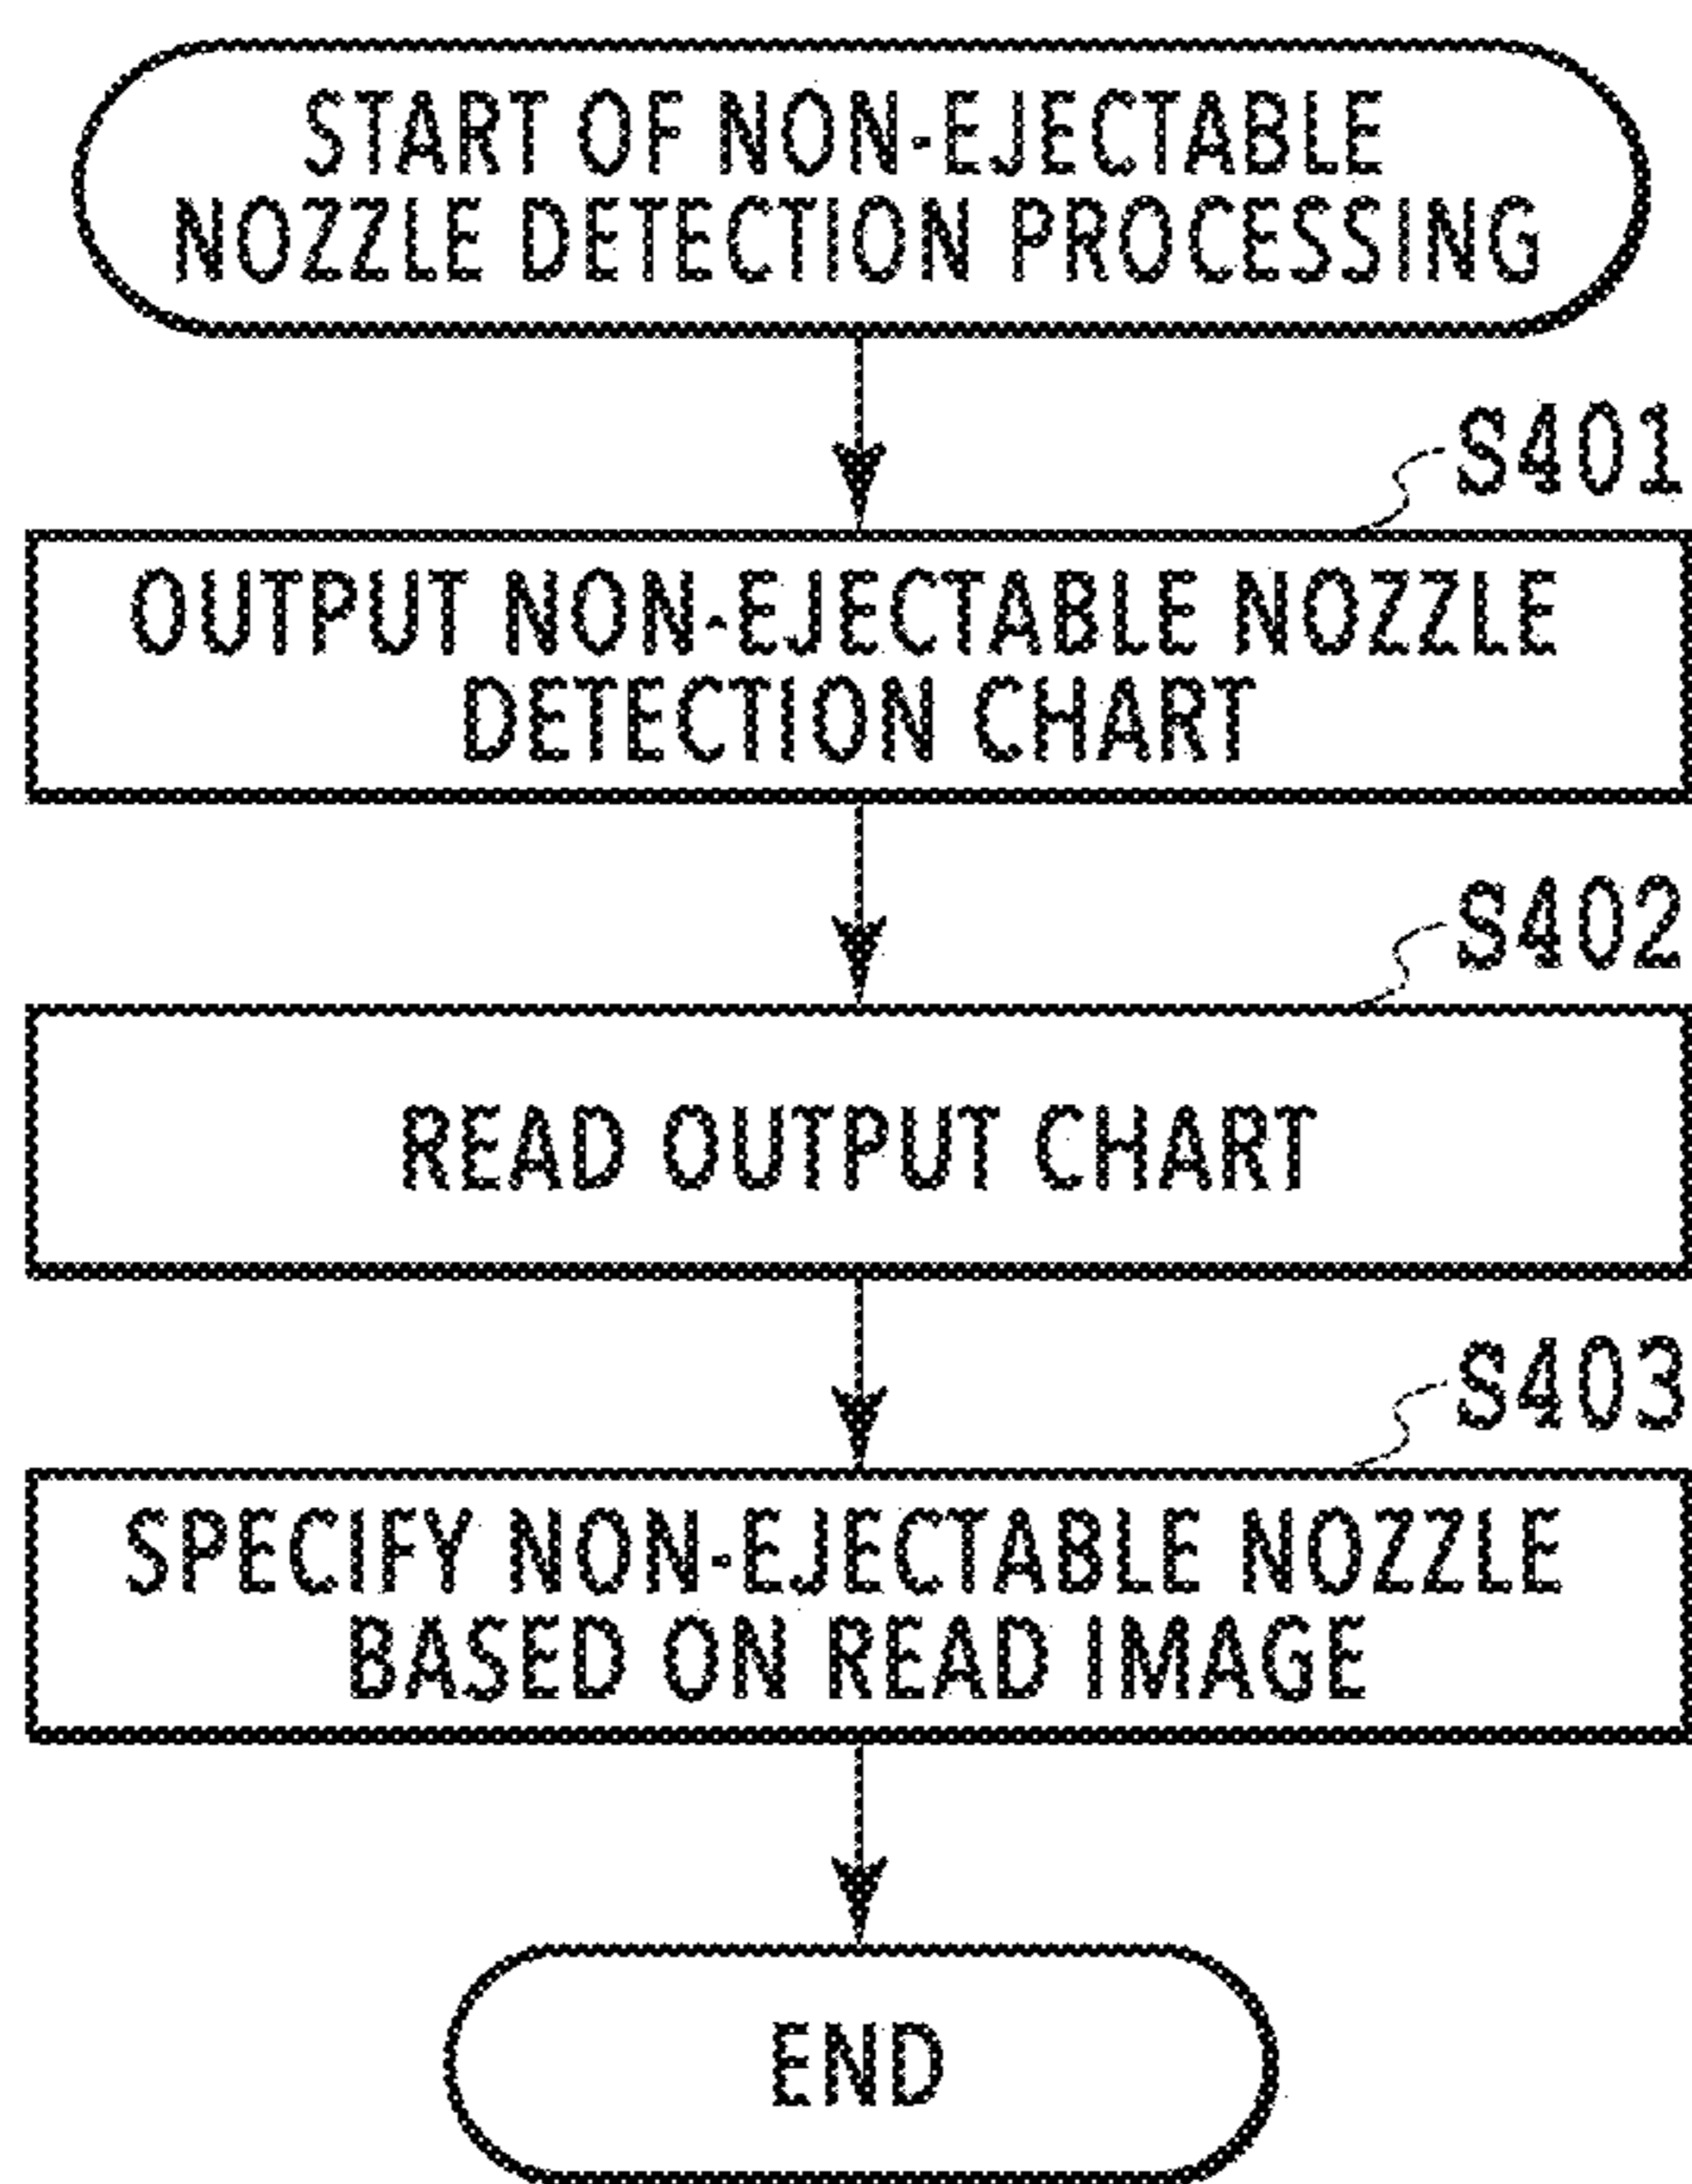 START OF NON-EJECTABLE
NOZZLE DETECTION PROCESSING
S401
OUTPUT NON-EJECTABLE NOZZLE
DETECTION CHART
S402
READ OUTPUT CHART
S403
SPECIFY NON-EJECTABLE NOZZLE
BASED ON READ IMAGE
END